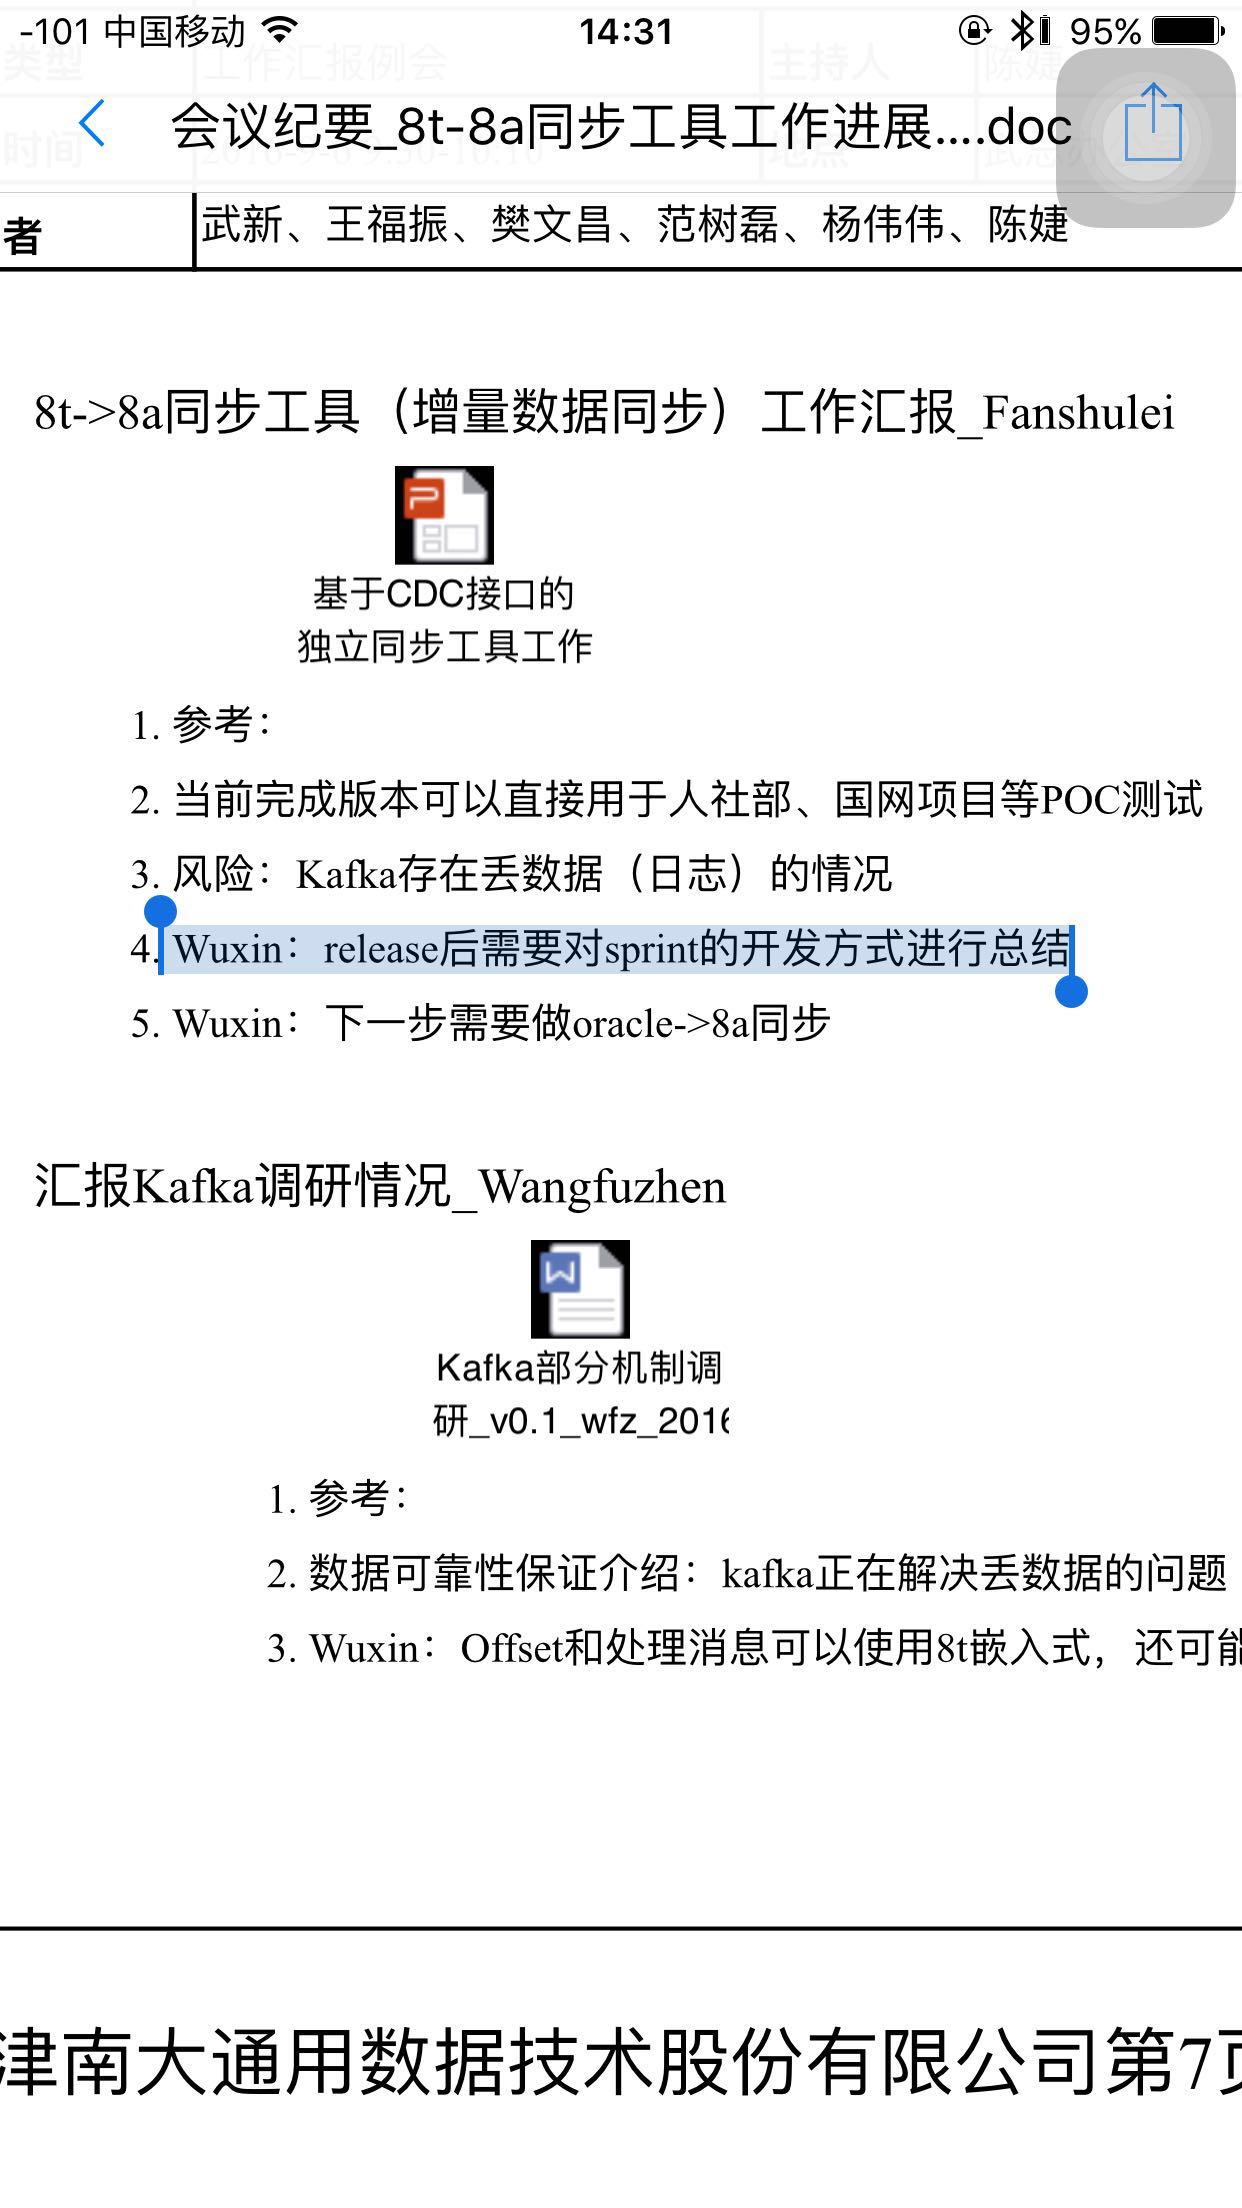 -101 中国移动 14:31 95%
类型 工作汇报例会 主持人 陈婕
会议纪要_8t-8a同步工具工作进展....doc
时间 地点
者 武新、王福振、樊文昌、范树磊、杨伟伟、陈婕
8t->8a同步工具（增量数据同步）工作汇报_Fanshulei
基于CDC接口的
独立同步工具工作
1. 参考：
2. 当前完成版本可以直接用于人社部、国网项目等POC测试
3. 风险：Kafka存在丢数据（日志）的情况
4. Wuxin：release后需要对sprint的开发方式进行总结
5. Wuxin：下一步需要做oracle->8a同步
汇报Kafka调研情况_Wangfuzhen
Kafka部分机制调
研_v0.1_wfz_2016
1. 参考：
2. 数据可靠性保证介绍：kafka正在解决丢数据的问题
3. Wuxin：Offset和处理消息可以使用8t嵌入式，还可能
津南大通用数据技术股份有限公司第7页